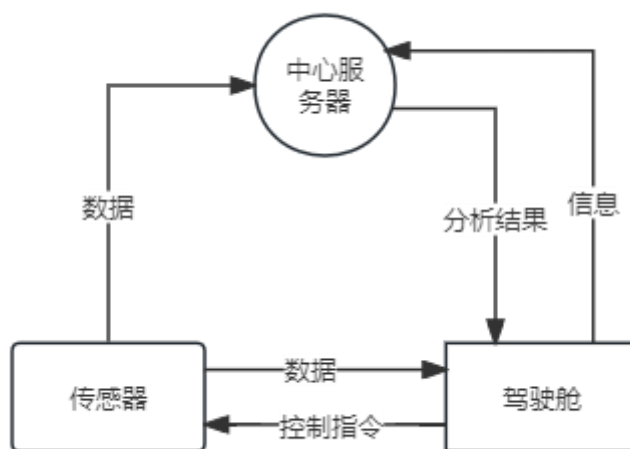 中心服
务器
数据
分析结果
信息
数据
传感器
驾驶舱
控制指令